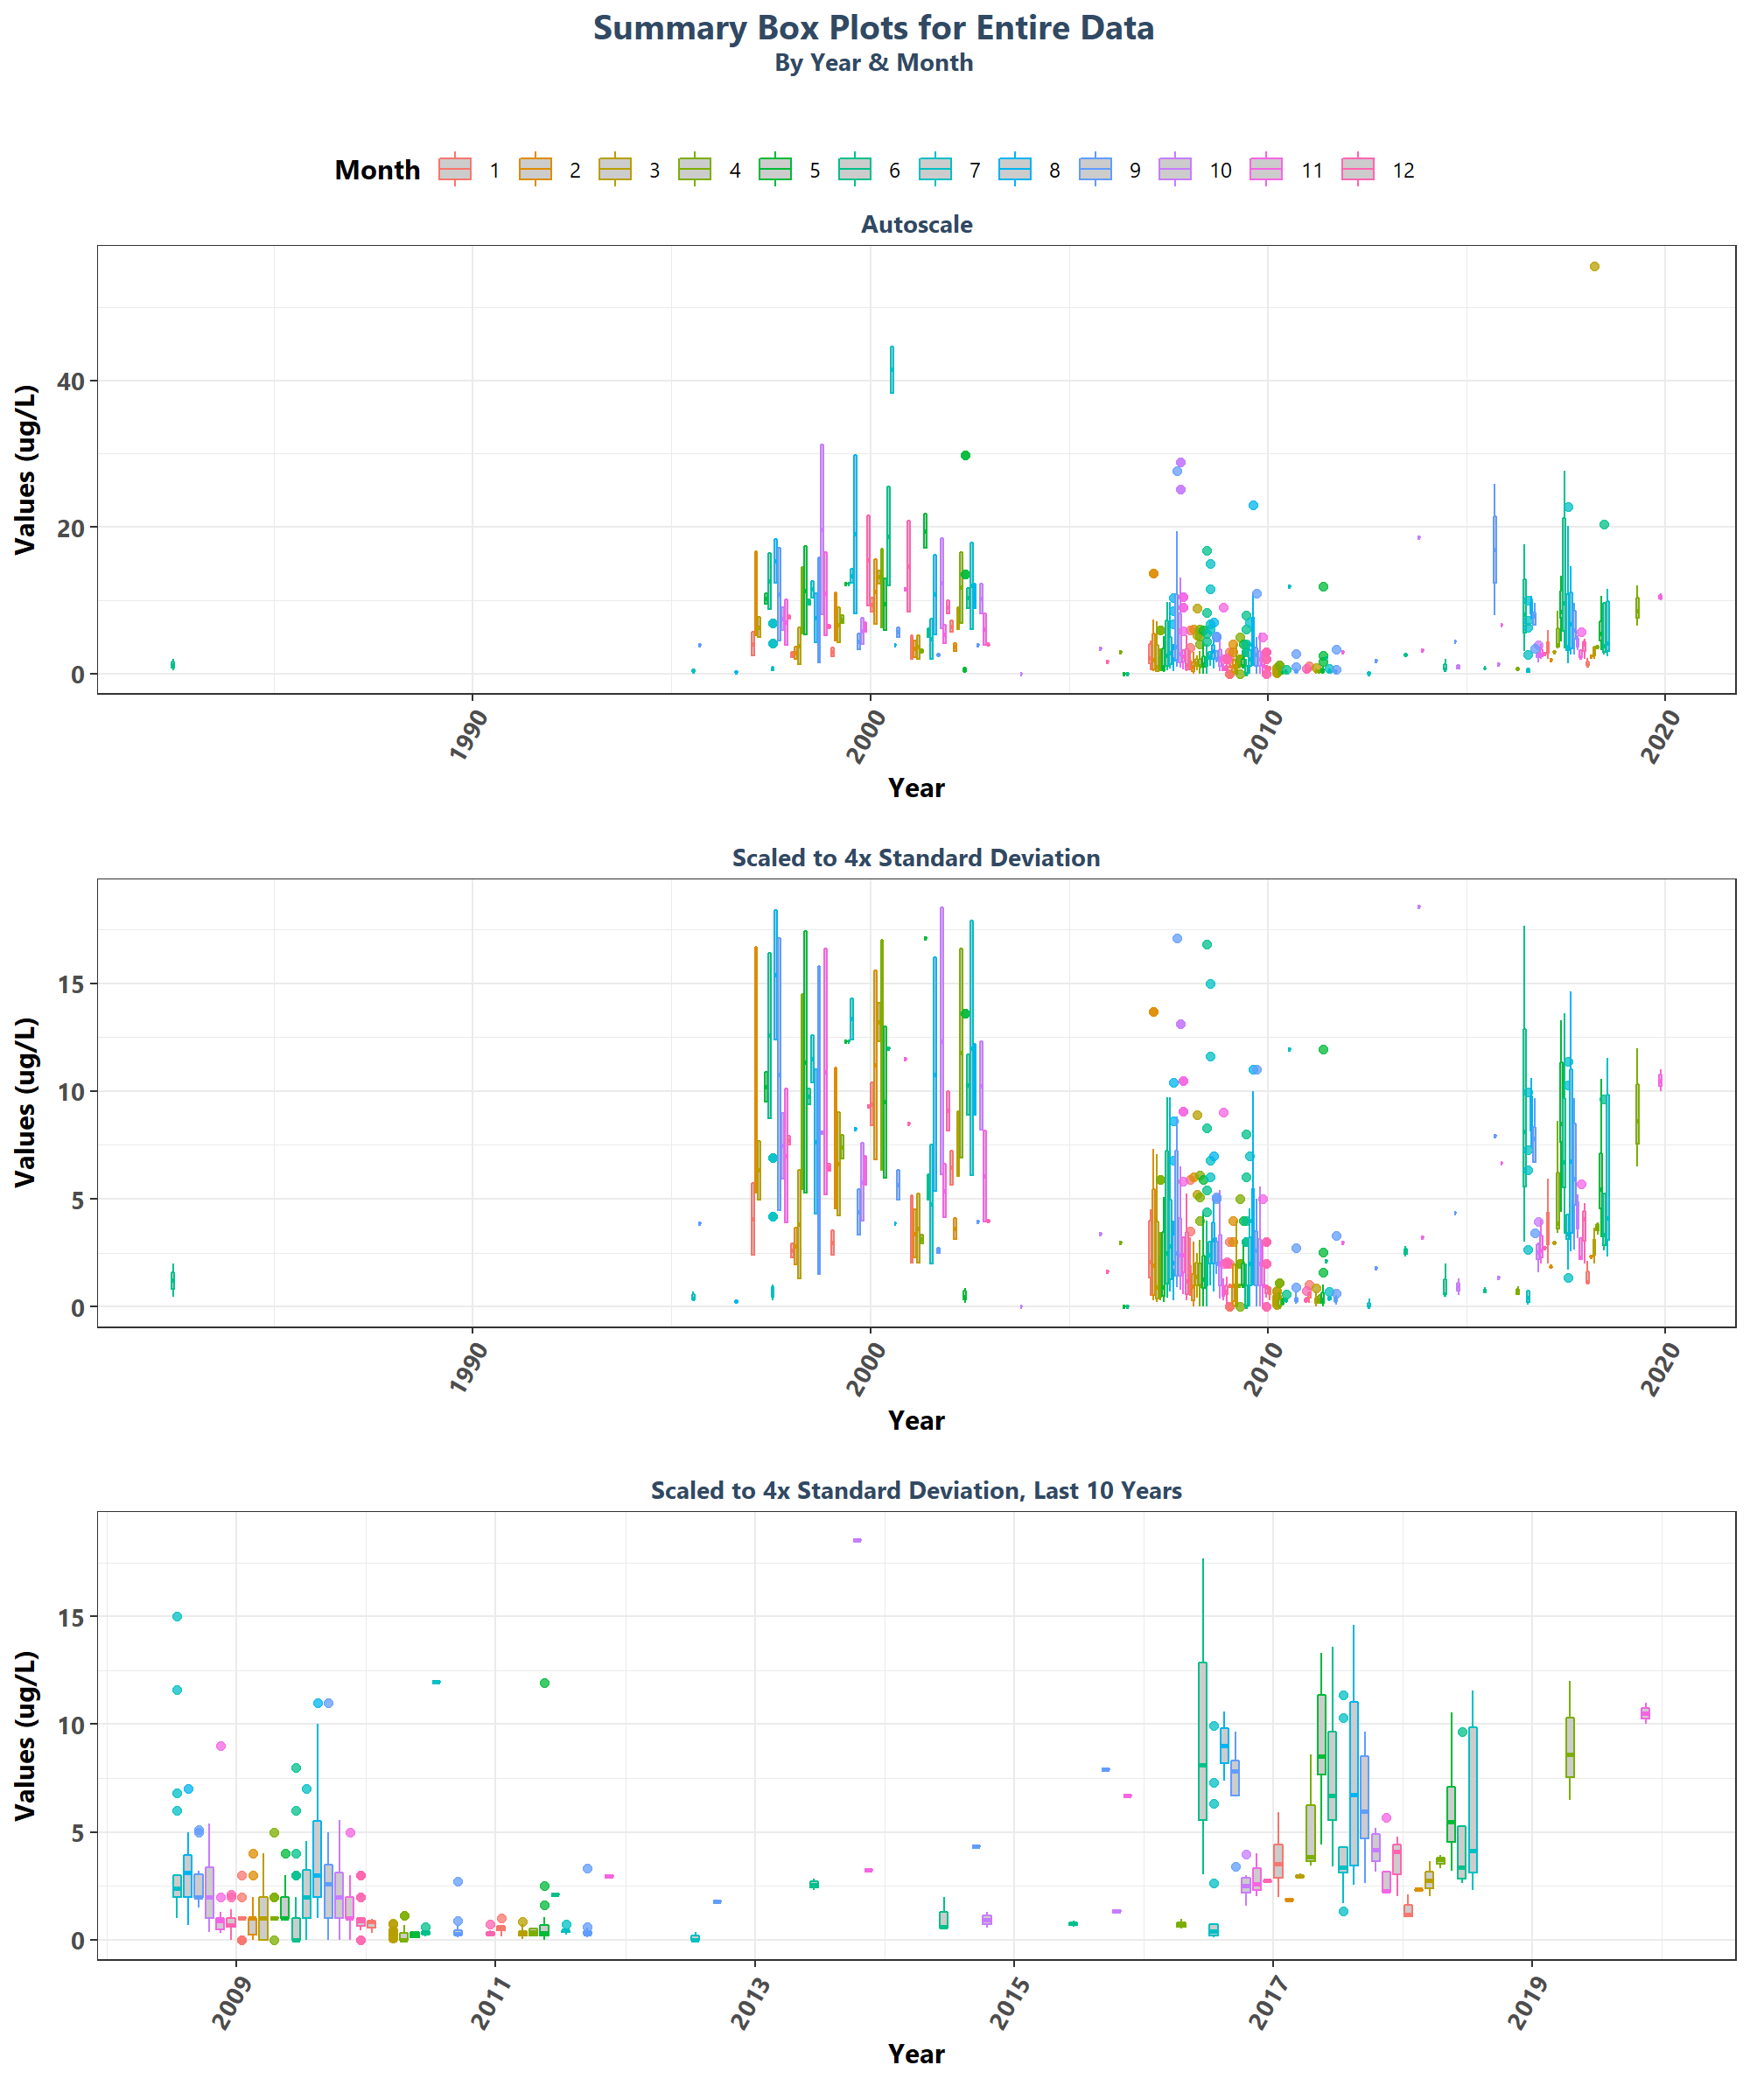 Summary Box Plots for Entire Data
By Year & Month
Month 1 2 3 4 5 6 7 8 9 10 11 12
Autoscale
Values (ug/L)
40
20
0
1990 2000 2010 2020
Year
Scaled to 4x Standard Deviation
Values (ug/L)
15
10
5
0
1990 2000 2010 2020
Year
Scaled to 4x Standard Deviation, Last 10 Years
Values (ug/L)
15
10
5
0
2009 2011 2013 2015 2017 2019
Year